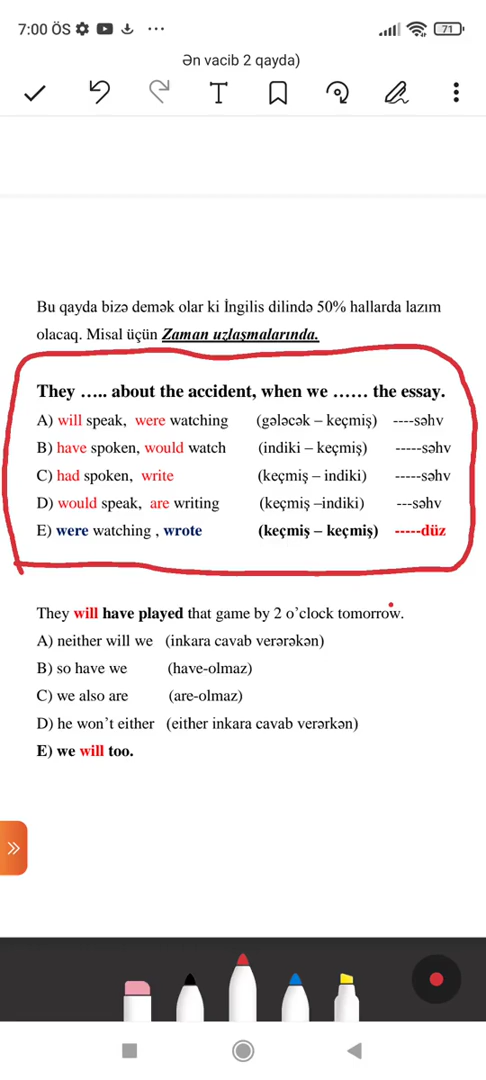 7:00 ÖS
71
Ən vacib 2 qayda)
T
Bu qayda bizə demək olar ki İngilis dilində 50% hallarda lazım
olacaq. Misal üçün Zaman uzlaşmalarında.
They ….. about the accident, when we …… the essay.
A) will speak, were watching (gələcək – keçmiş) ----səhv
B) have spoken, would watch (indiki – keçmiş) -----səhv
C) had spoken, write (keçmiş – indiki) -----səhv
D) would speak, are writing (keçmiş –indiki) ---səhv
E) were watching , wrote (keçmiş – keçmiş) -----düz
They will have played that game by 2 o’clock tomorrow.
A) neither will we (inkara cavab verərəkən)
B) so have we (have-olmaz)
C) we also are (are-olmaz)
D) he won’t either (either inkara cavab verərkən)
E) we will too.